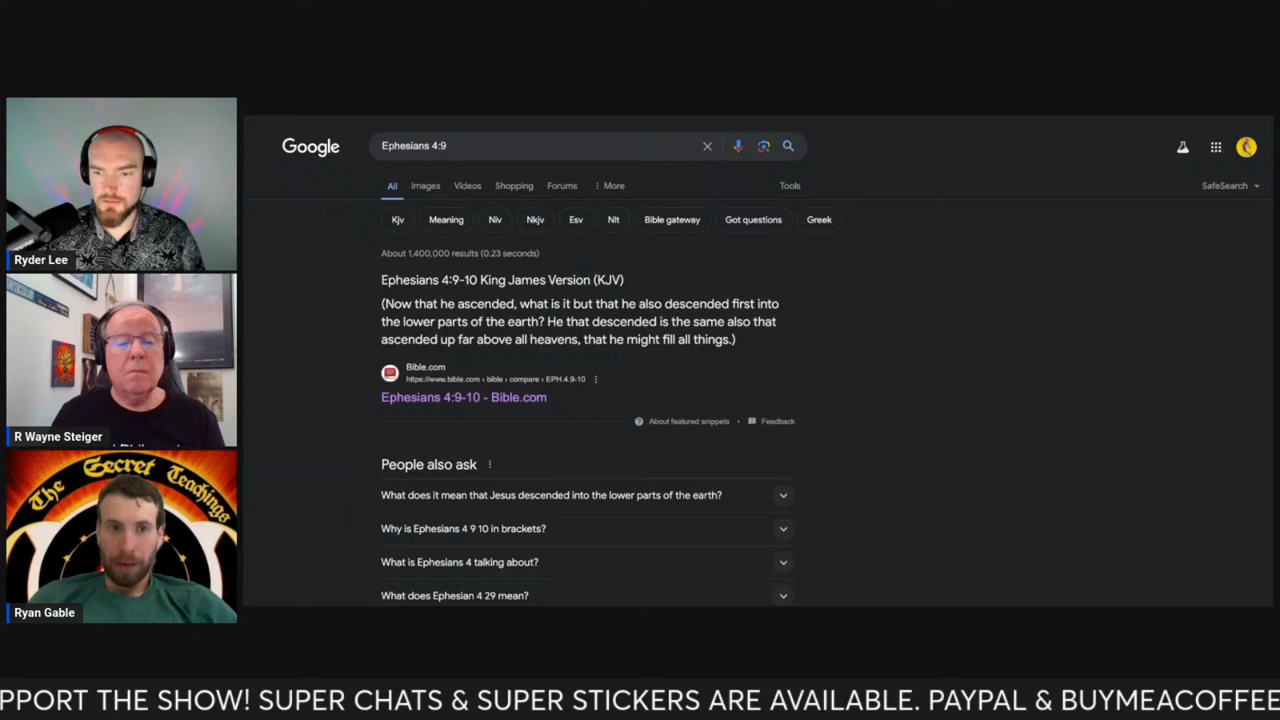 Ryder Lee
R Wayne Steiger
The Secret Teachings
Ryan Gable
Google
Ephesians 4:9
All Images Videos Shopping Forums More Tools SafeSearch
Kjv Meaning Niv Nkjv Esv Nlt Bible gateway Got questions Greek
About 1,400,000 results (0.23 seconds)
Ephesians 4:9-10 King James Version (KJV)
(Now that he ascended, what is it but that he also descended first into
the lower parts of the earth? He that descended is the same also that
ascended up far above all heavens, that he might fill all things.)
Bible.com
https://www.bible.com › bible › compare › EPH.4.9-10
Ephesians 4:9-10 - Bible.com
About featured snippets • Feedback
People also ask
What does it mean that Jesus descended into the lower parts of the earth?
Why is Ephesians 4 9 10 in brackets?
What is Ephesians 4 talking about?
What does Ephesian 4 29 mean?
PPORT THE SHOW! SUPER CHATS & SUPER STICKERS ARE AVAILABLE. PAYPAL & BUYMEACOFFEE